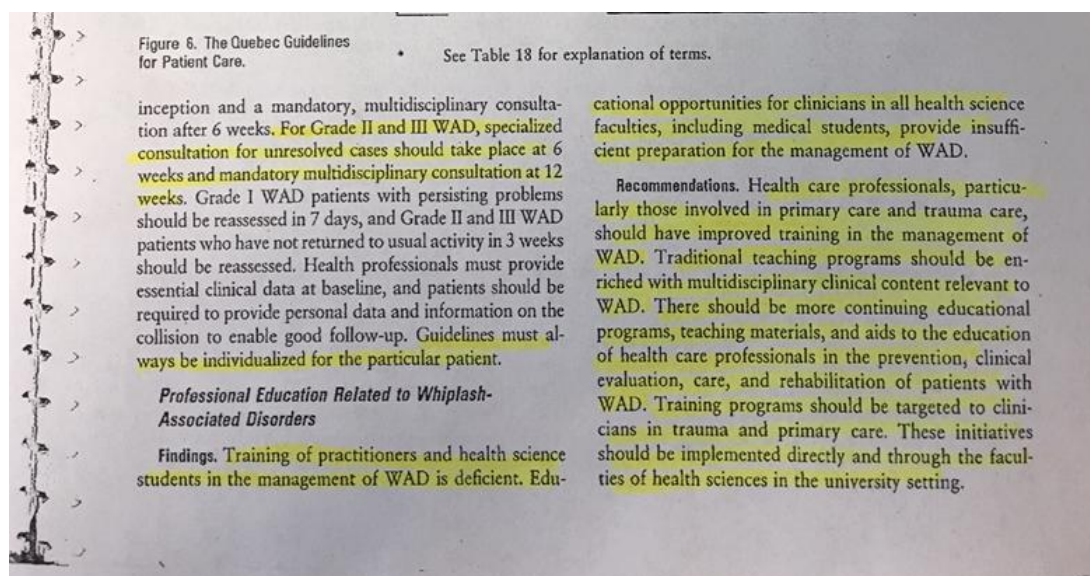 Figure 6. The Quebec Guidelines
for Patient Care.
* See Table 18 for explanation of terms.
inception and a mandatory, multidisciplinary consulta-
tion after 6 weeks. For Grade II and III WAD, specialized
consultation for unresolved cases should take place at 6
weeks and mandatory multidisciplinary consultation at 12
weeks. Grade I WAD patients with persisting problems
should be reassessed in 7 days, and Grade II and III WAD
patients who have not returned to usual activity in 3 weeks
should be reassessed. Health professionals must provide
essential clinical data at baseline, and patients should be
required to provide personal data and information on the
collision to enable good follow-up. Guidelines must al-
ways be individualized for the particular patient.
Professional Education Related to Whiplash-
Associated Disorders
Findings. Training of practitioners and health science
students in the management of WAD is deficient. Edu-
cational opportunities for clinicians in all health science
faculties, including medical students, provide insuffi-
cient preparation for the management of WAD.
Recommendations. Health care professionals, particu-
larly those involved in primary care and trauma care,
should have improved training in the management of
WAD. Traditional teaching programs should be en-
riched with multidisciplinary clinical content relevant to
WAD. There should be more continuing educational
programs, teaching materials, and aids to the education
of health care professionals in the prevention, clinical
evaluation, care, and rehabilitation of patients with
WAD. Training programs should be targeted to clini-
cians in trauma and primary care. These initiatives
should be implemented directly and through the facul-
ties of health sciences in the university setting.